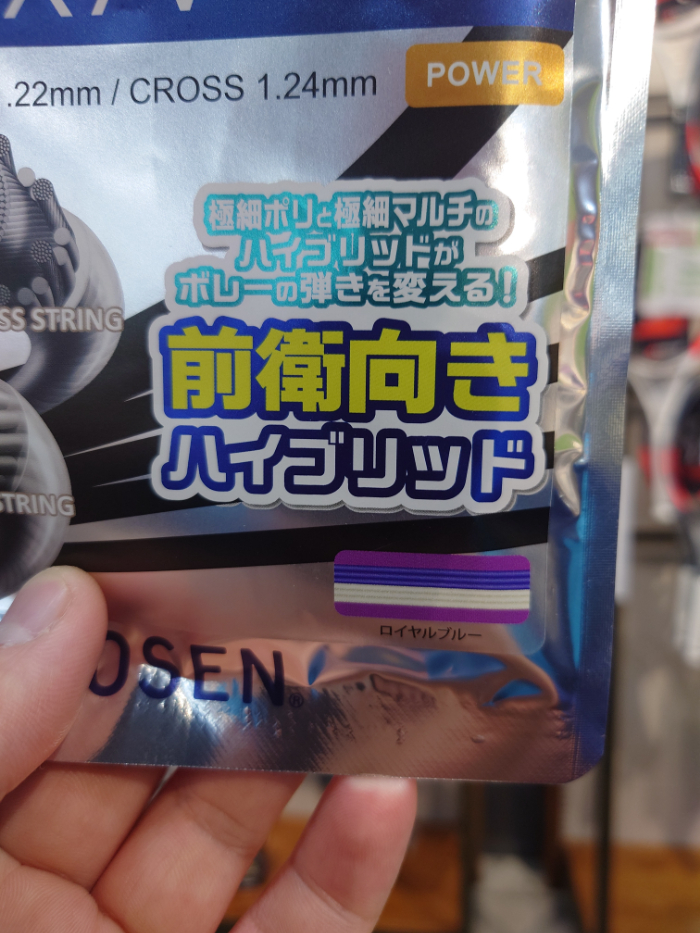 .22mm / CROSS 1.24mm
POWER
極細ポリと極細マルチの
ハイブリッドが
ボレーの弾きを変える!
SS STRING
前衛向き
ハイブリッド
STRING
ロイヤルブルー
OSEN®